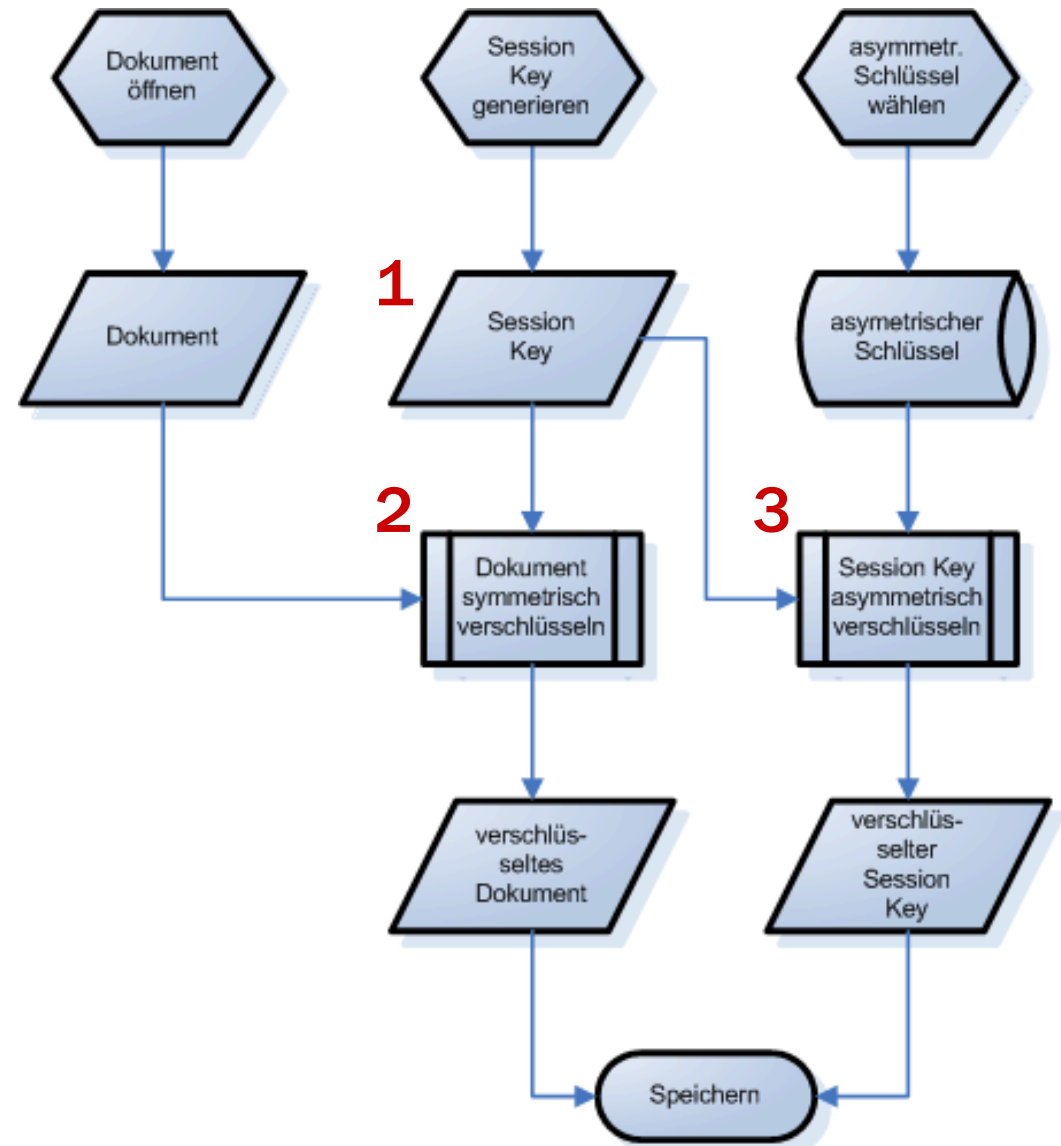 Dokument
öffnen
Session
Key
generieren
asymmetr.
Schlüssel
wählen
Dokument
1
Session
Key
asymetrischer
Schlüssel
2
Dokument
symmetrisch
verschlüsseln
3
Session Key
asymmetrisch
verschlüsseln
verschlüs-
seltes
Dokument
verschlüs-
selter
Session
Key
Speichern